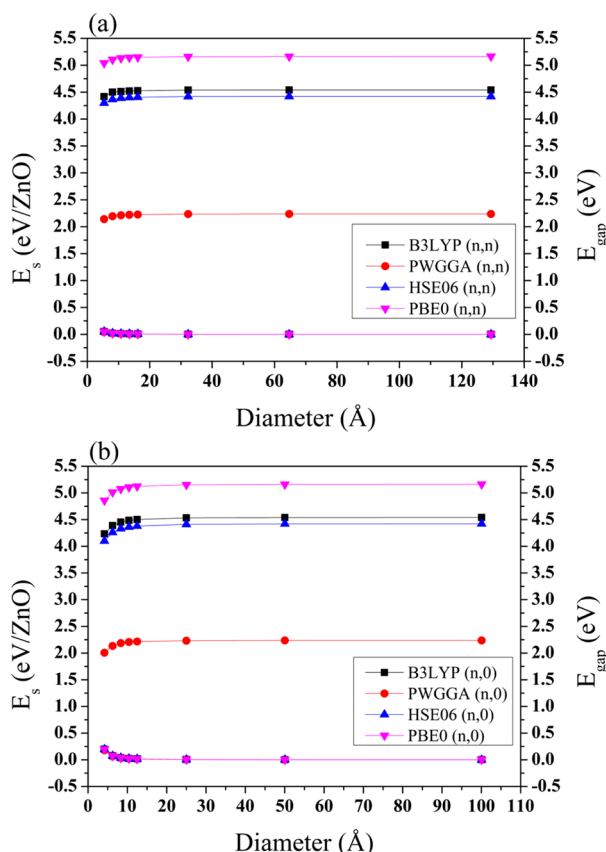 (a)
5.5 5.5
5.0 5.0
4.5 4.5
4.0 4.0
3.5 3.5
3.0 3.0
2.5 2.5
2.0 2.0
1.5 1.5
1.0 1.0
0.5 0.5
0.0 0.0
-0.5 -0.5
E_s (eV/ZnO)
E_gap (eV)
B3LYP (n,n)
PWGGA (n,n)
HSE06 (n,n)
PBE0 (n,n)
0 20 40 60 80 100 120 140
Diameter (Å)
(b)
5.5 5.5
5.0 5.0
4.5 4.5
4.0 4.0
3.5 3.5
3.0 3.0
2.5 2.5
2.0 2.0
1.5 1.5
1.0 1.0
0.5 0.5
0.0 0.0
-0.5 -0.5
E_s (eV/ZnO)
E_gap (eV)
B3LYP (n,0)
PWGGA (n,0)
HSE06 (n,0)
PBE0 (n,0)
0 10 20 30 40 50 60 70 80 90 100 110
Diameter (Å)